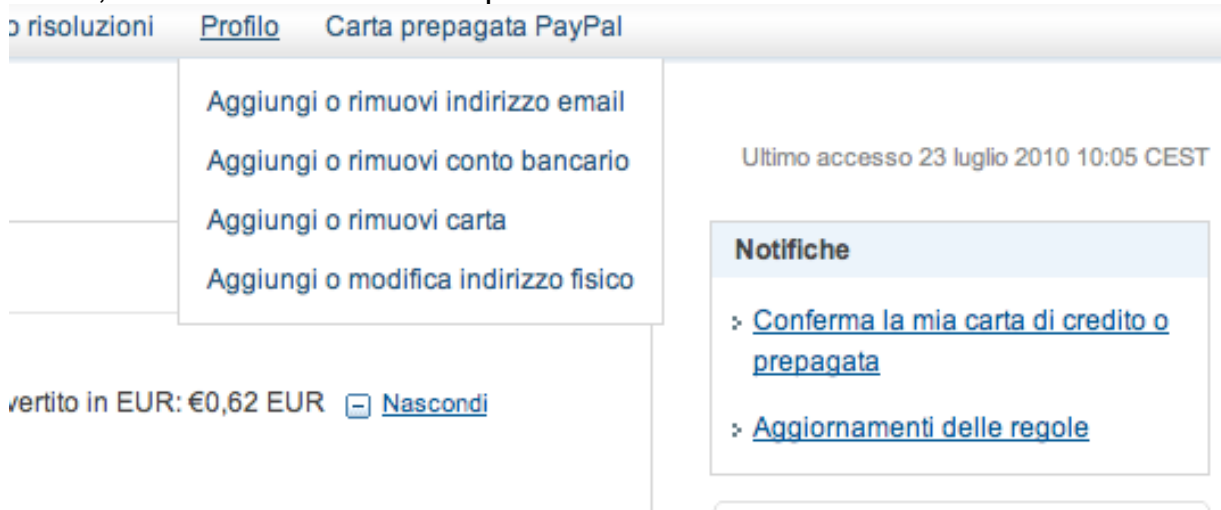 o risoluzioni Profilo Carta prepagata PayPal
Aggiungi o rimuovi indirizzo email
Aggiungi o rimuovi conto bancario
Aggiungi o rimuovi carta
Aggiungi o modifica indirizzo fisico
Ultimo accesso 23 luglio 2010 10:05 CEST
Notifiche
Conferma la mia carta di credito o
prepagata
Aggiornamenti delle regole
vertito in EUR: €0,62 EUR Nascondi